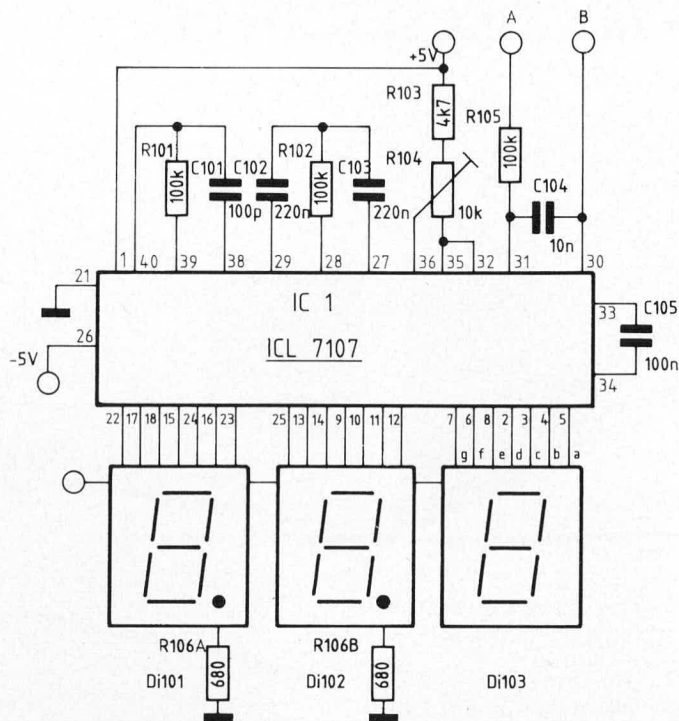 A B
+5V
R103
4k7
R105
R101
100k
C101
100p
C102
220n
R102
100k
C103
220n
R104
10k
100k
C104
10n
1 40 39 38 29 28 27 36 35 32 31 30
21
26
-5V
IC 1
ICL 7107
33
34
C105
100n
22 17 18 15 24 16 23 25 13 14 9 10 11 12 7 6 8 2 3 4 5
g f e d c b a
R106A
680
R106B
680
Di101 Di102 Di103